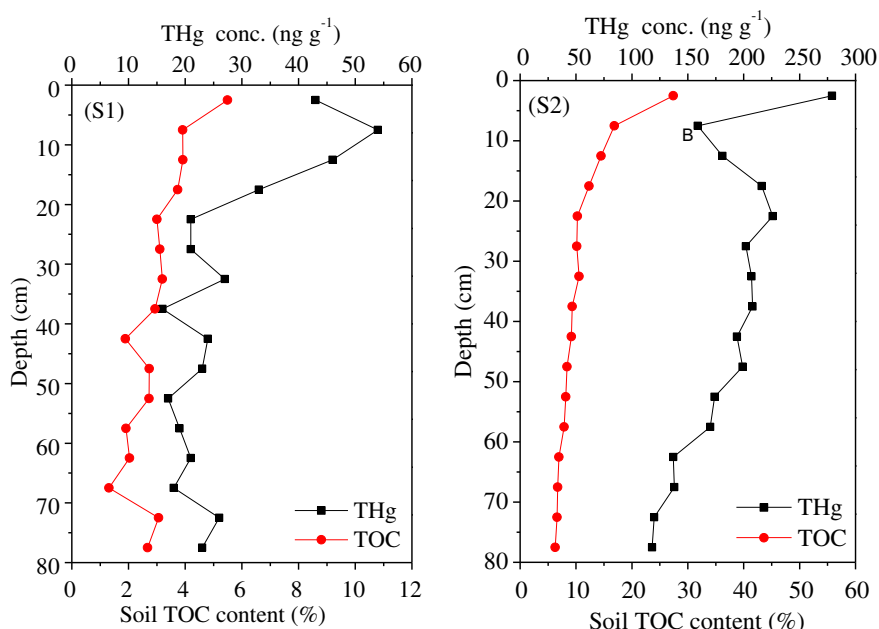 THg conc. (ng g⁻¹)
0 10 20 30 40 50 60
(S1)
Depth (cm)
0
10
20
30
40
50
60
70
80
THg
TOC
0 2 4 6 8 10 12
Soil TOC content (%)
THg conc. (ng g⁻¹)
0 50 100 150 200 250 300
(S2)
B
Depth (cm)
0
10
20
30
40
50
60
70
80
THg
TOC
0 10 20 30 40 50 60
Soil TOC content (%)